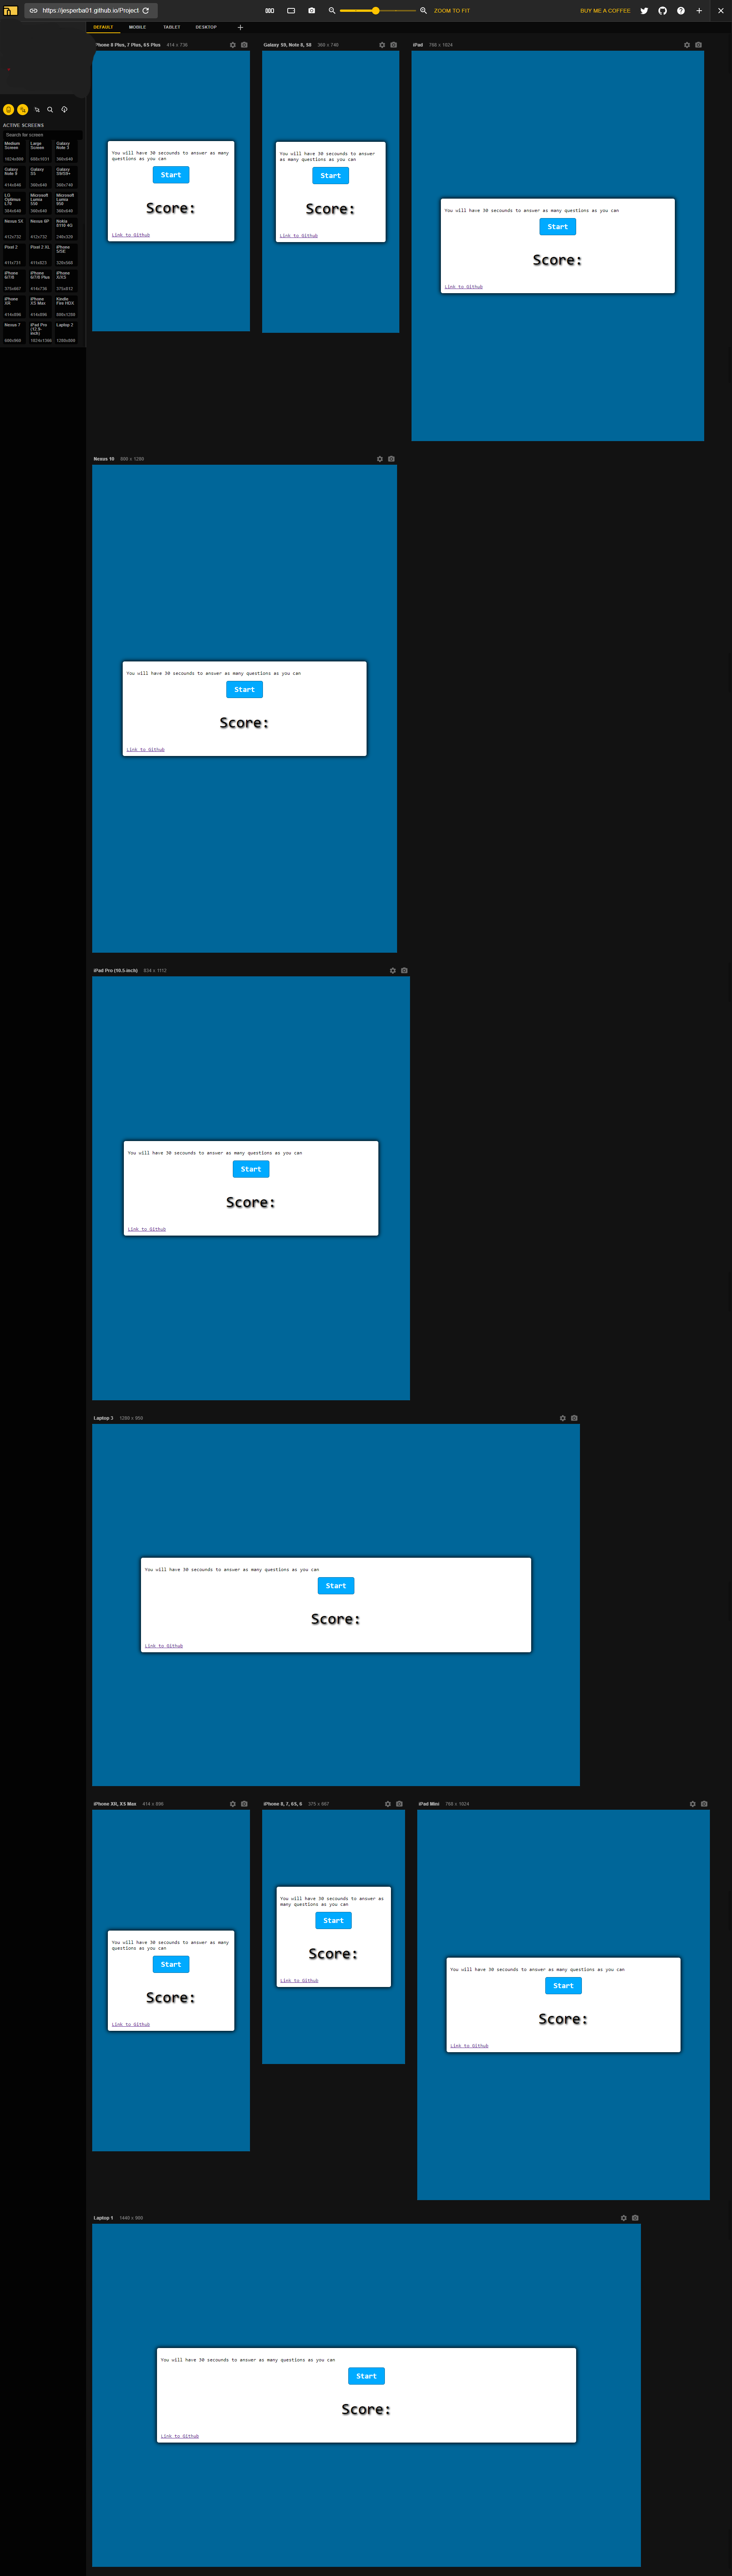 https://jesperba01.github.io/Project
ZOOM TO FIT
BUY ME A COFFEE
DEFAULT MOBILE TABLET DESKTOP
Phone 8 Plus, 7 Plus, 6S Plus 414 x 736
Galaxy S9, Note 8, S8 360 x 740
iPad 768 x 1024
ACTIVE SCREENS
Search for screen
Medium Screen 1024x800
Large Screen
Galaxy Note 3 360x640
Galaxy Note 9 414x846
Galaxy S5 360x640
Galaxy S9/S9+ 360x740
LG Optimus L70 384x640
Microsoft Lumia 550 360x640
Microsoft Lumia 950 360x640
Nexus 5X 412x732
Nexus 6P 412x732
Nokia 8110 4G 240x320
Pixel 2 411x731
Pixel 2 XL 411x823
iPhone 5/SE 320x568
iPhone 6/7/8 375x667
iPhone 6/7/8 Plus 414x736
iPhone X/XS 375x812
iPhone XR 414x896
iPhone XS Max 414x896
Kindle Fire HDX 800x1280
Nexus 7 600x960
iPad Pro (12.9-inch) 1024x1366
Laptop 2 1280x800
You will have 30 secounds to answer as many
questions as you can
Start
Score:
Link to Github
You will have 30 secounds to answer
as many questions as you can
Start
Score:
Link to Github
You will have 30 secounds to answer as many questions as you can
Start
Score:
Link to Github
Nexus 10 800 x 1280
You will have 30 secounds to answer as many questions as you can
Start
Score:
Link to Github
iPad Pro (10.5-inch) 834 x 1112
You will have 30 secounds to answer as many questions as you can
Start
Score:
Link to Github
Laptop 3 1280 x 950
You will have 30 secounds to answer as many questions as you can
Start
Score:
Link to Github
iPhone XR, XS Max 414 x 896
iPhone 8, 7, 6S, 6 375 x 667
iPad Mini 768 x 1024
You will have 30 secounds to answer as many
questions as you can
Start
Score:
Link to Github
You will have 30 secounds to answer as
many questions as you can
Start
Score:
Link to Github
You will have 30 secounds to answer as many questions as you can
Start
Score:
Link to Github
Laptop 1 1440 x 900
You will have 30 secounds to answer as many questions as you can
Start
Score:
Link to Github